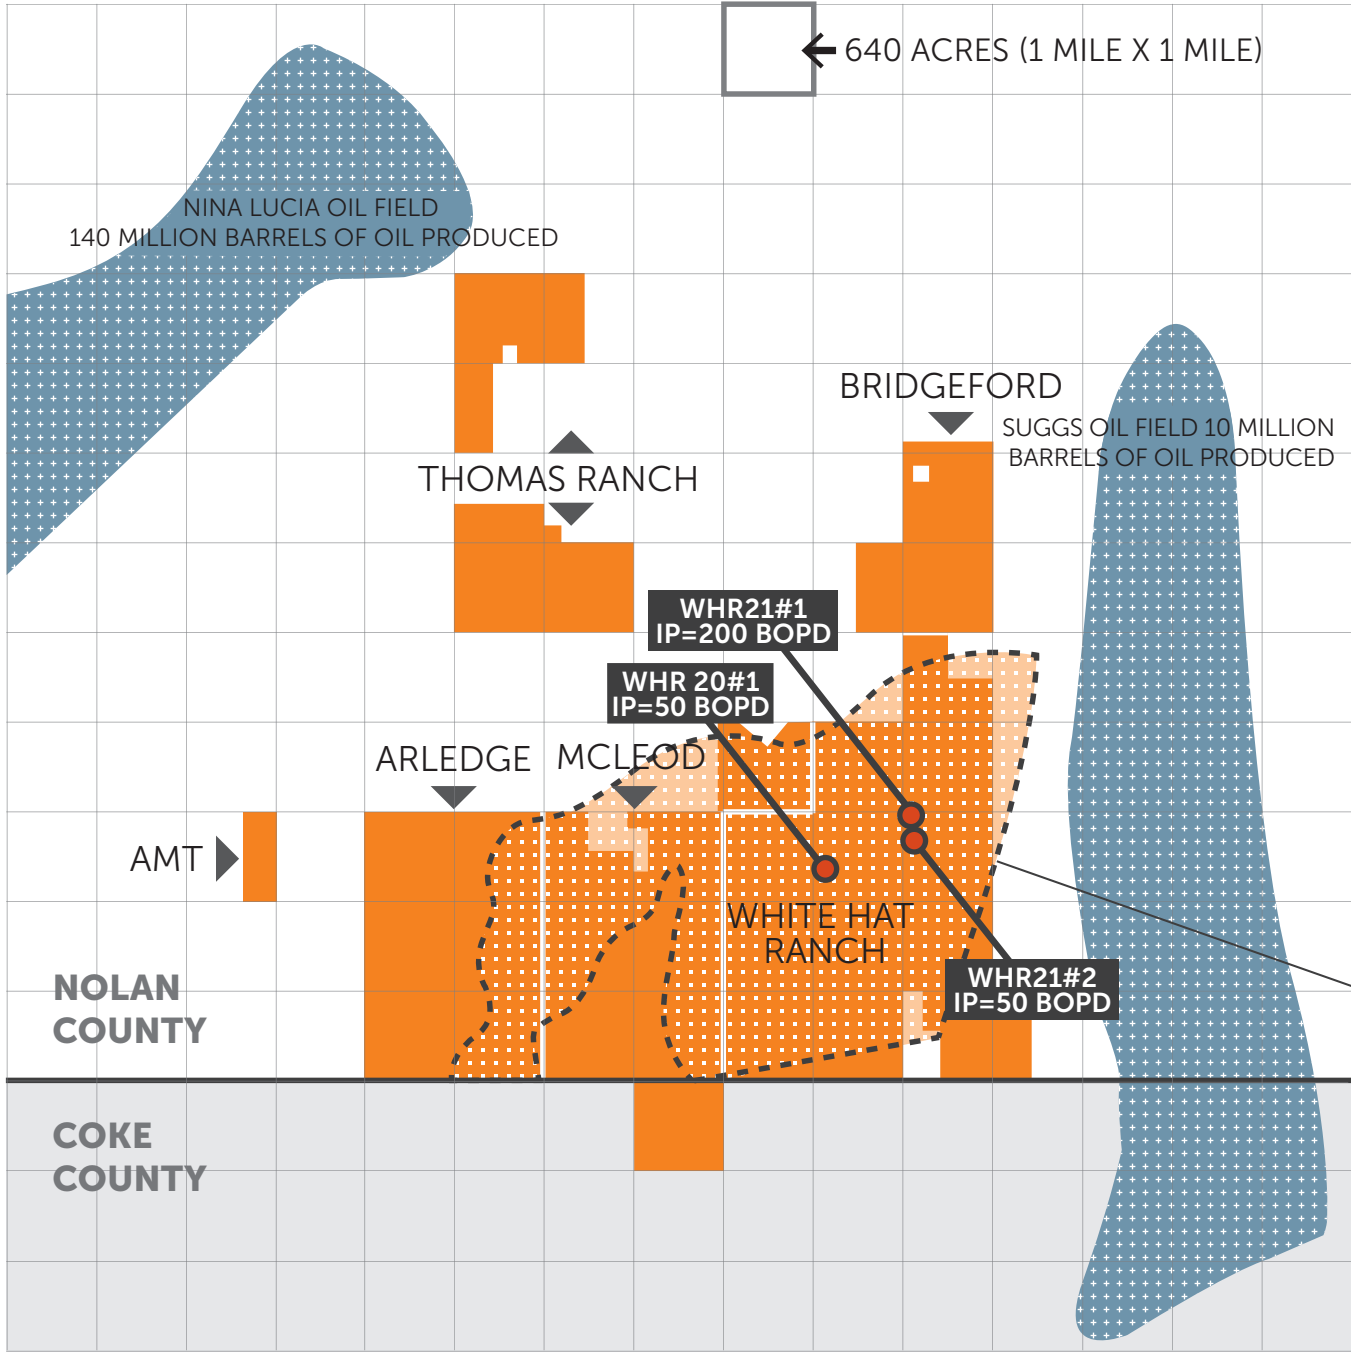 640 ACRES (1 MILE X 1 MILE)
NINA LUCIA OIL FIELD
140 MILLION BARRELS OF OIL PRODUCED
BRIDGEFORD
SUGGS OIL FIELD 10 MILLION
BARRELS OF OIL PRODUCED
THOMAS RANCH
WHR21#1
IP=200 BOPD
WHR 20#1
IP=50 BOPD
ARLEDGE
MCLEOD
AMT
WHITE HAT
RANCH
WHR21#2
IP=50 BOPD
NOLAN
COUNTY
COKE
COUNTY